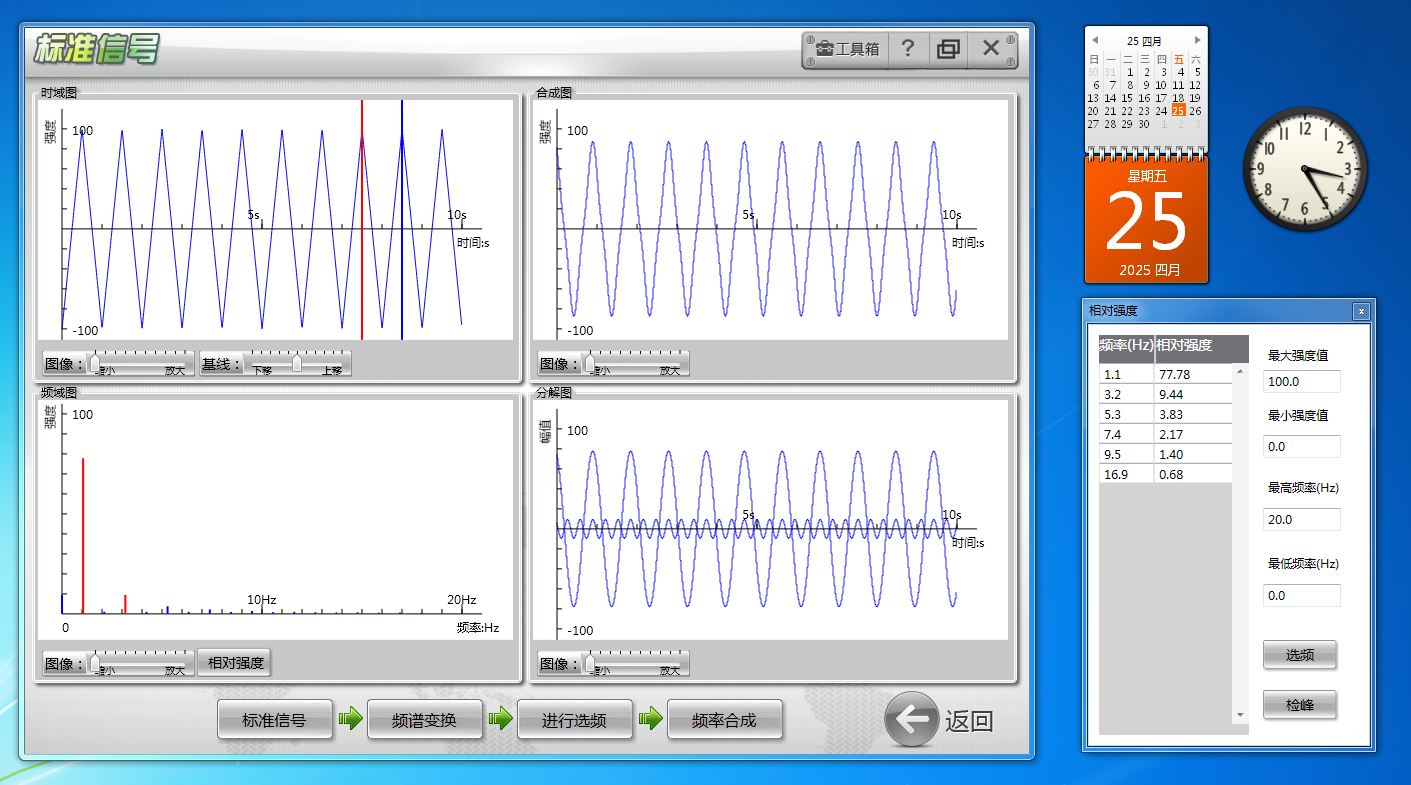 标准信号
工具箱 ?
时域图
强度
100
5s
10s
时间:s
-100
图像：
缩小 放大
基线：
下移 上移
合成图
强度
100
5s
10s
时间:s
-100
图像：
缩小 放大
频域图
强度
100
10Hz
20Hz
0
频率:Hz
图像：
缩小 放大
相对强度
分解图
幅值
100
5s
10s
时间:s
-100
图像：
缩小 放大
标准信号
频谱变换
进行选频
频率合成
返回
25 四月
日 一 二 三 四 五 六
30 31 1 2 3 4 5
6 7 8 9 10 11 12
13 14 15 16 17 18 19
20 21 22 23 24 25 26
27 28 29 30 1 2 3
星期五
25
2025 四月
12
1
2
3
4
5
6
7
8
9
10
11
相对强度
频率(Hz) 相对强度
1.1 77.78
3.2 9.44
5.3 3.83
7.4 2.17
9.5 1.40
16.9 0.68
最大强度值
100.0
最小强度值
0.0
最高频率(Hz)
20.0
最低频率(Hz)
0.0
选频
检峰